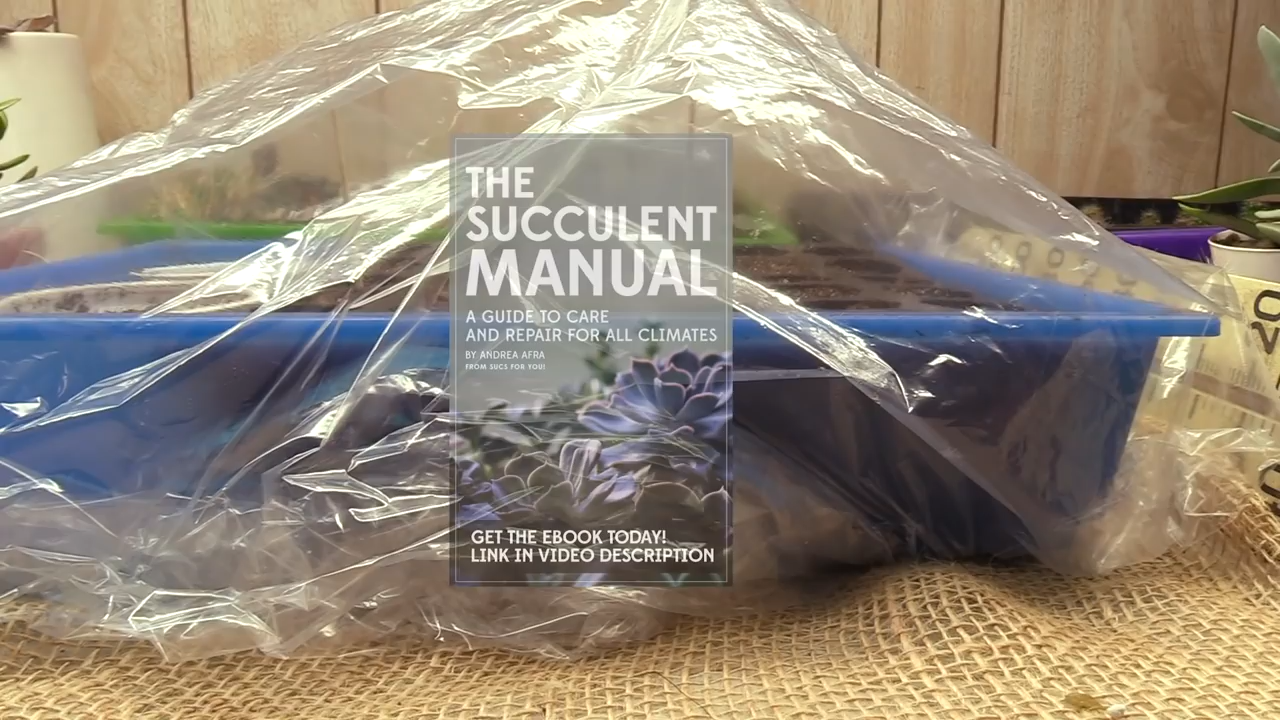 THE
SUCCULENT
MANUAL
A GUIDE TO CARE
AND REPAIR FOR ALL CLIMATES
BY ANDREA AFRA
FROM SUCS FOR YOU!
GET THE EBOOK TODAY!
LINK IN VIDEO DESCRIPTION